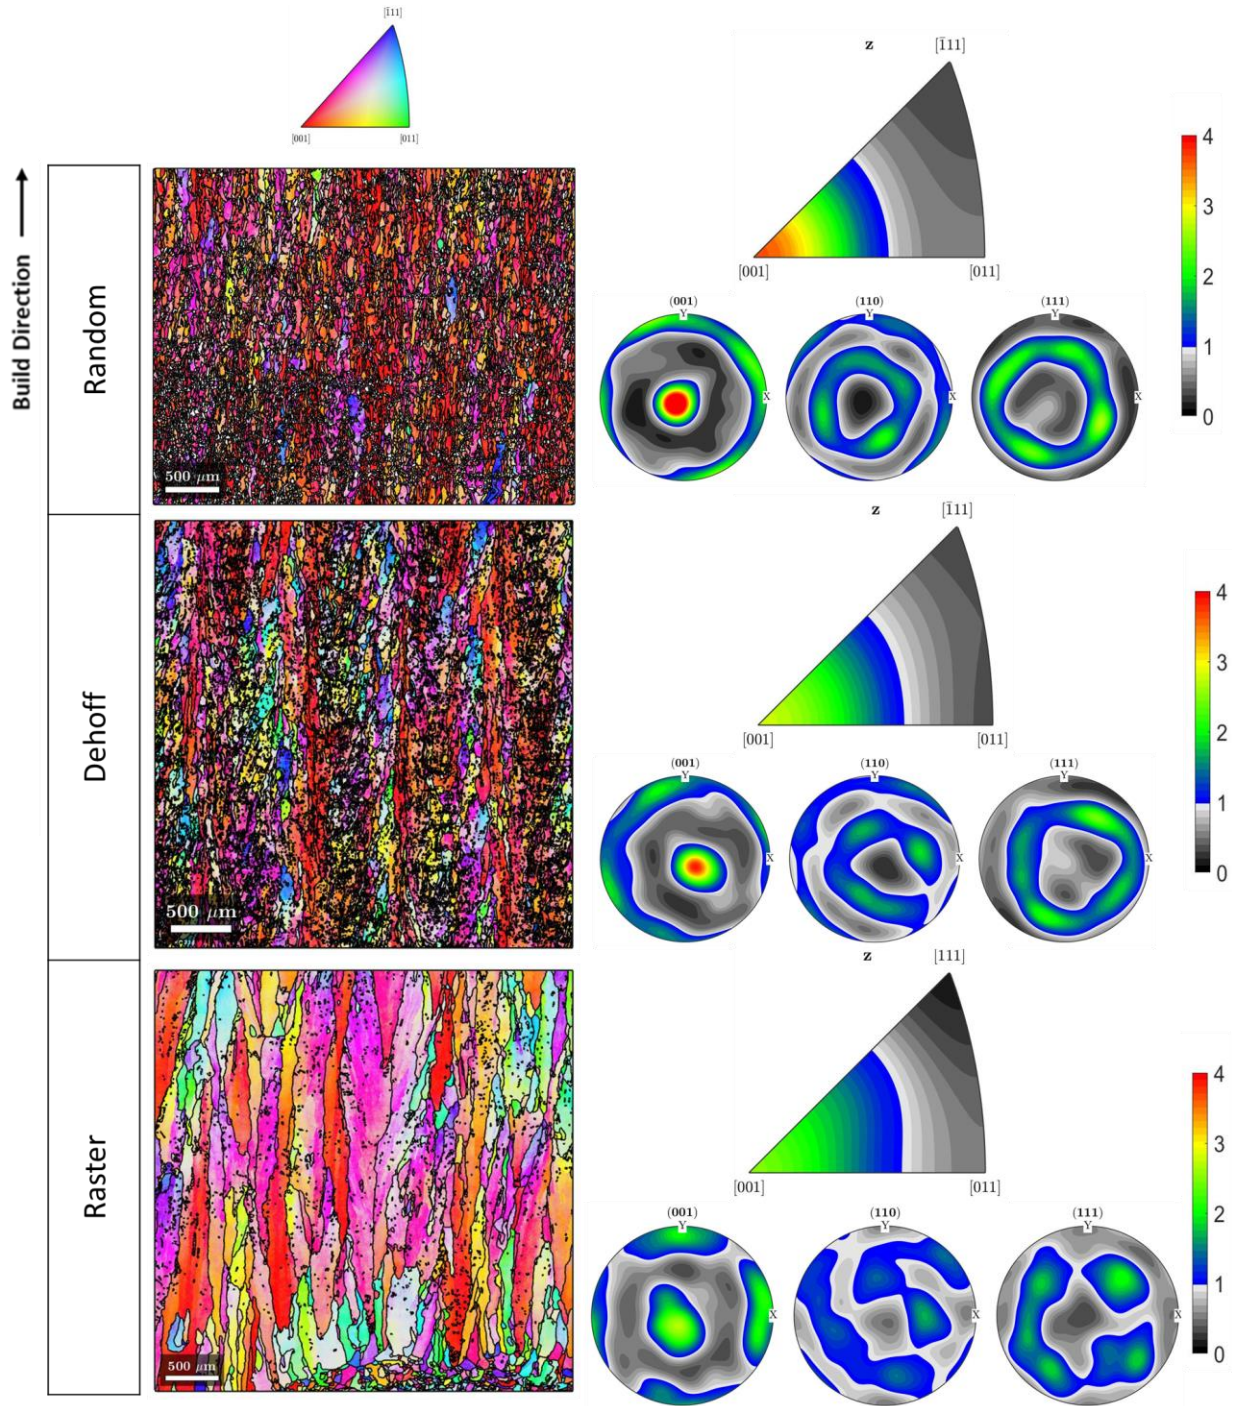 [1̅11]
[001]
[011]
Build Direction
Random
500 μm
z
[1̅11]
[001]
[011]
4
3
2
1
0
(001)
Y
(110)
Y
(111)
Y
X
X
X
Dehoff
500 μm
z
[1̅11]
[001]
[011]
4
3
2
1
0
(001)
Y
(110)
Y
(111)
Y
X
X
X
Raster
500 μm
z
[111]
[001]
[011]
4
3
2
1
0
(001)
Y
(110)
Y
(111)
Y
X
X
X